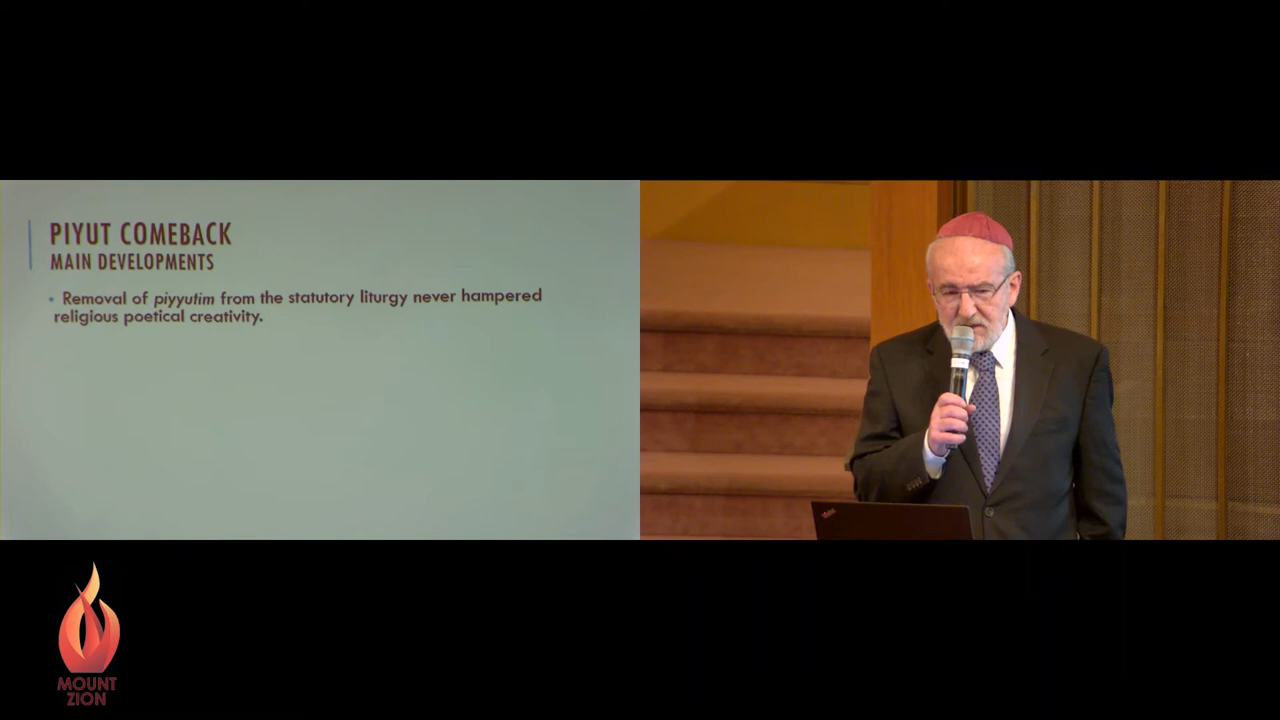 PIYUT COMEBACK
MAIN DEVELOPMENTS
• Removal of piyyutim from the statutory liturgy never hampered
religious poetical creativity.
MOUNT
ZION